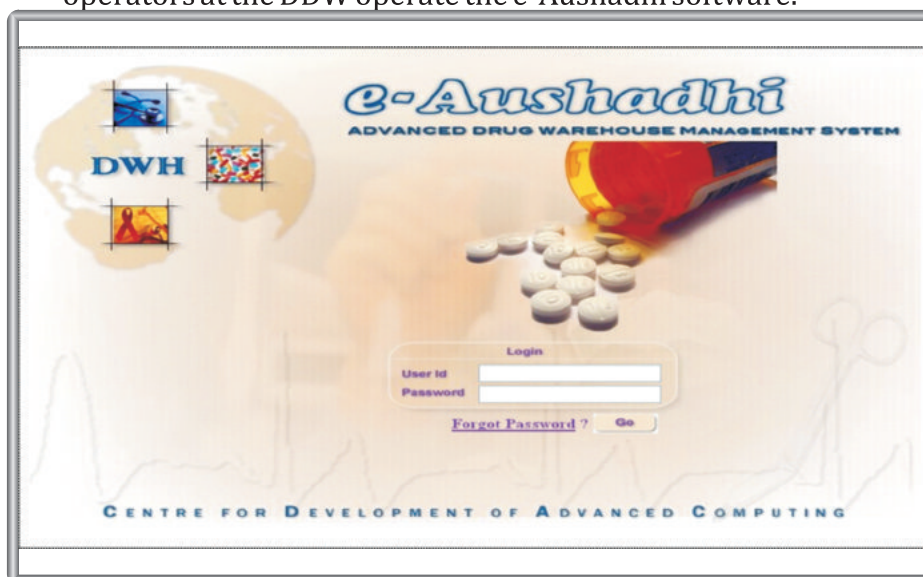 operators at the DDW operate the e-Aushadhi software.
e-Aushadhi
ADVANCED DRUG WAREHOUSE MANAGEMENT SYSTEM
DWH
Login
User Id
Password
Forgot Password ? Go
CENTRE FOR DEVELOPMENT OF ADVANCED COMPUTING